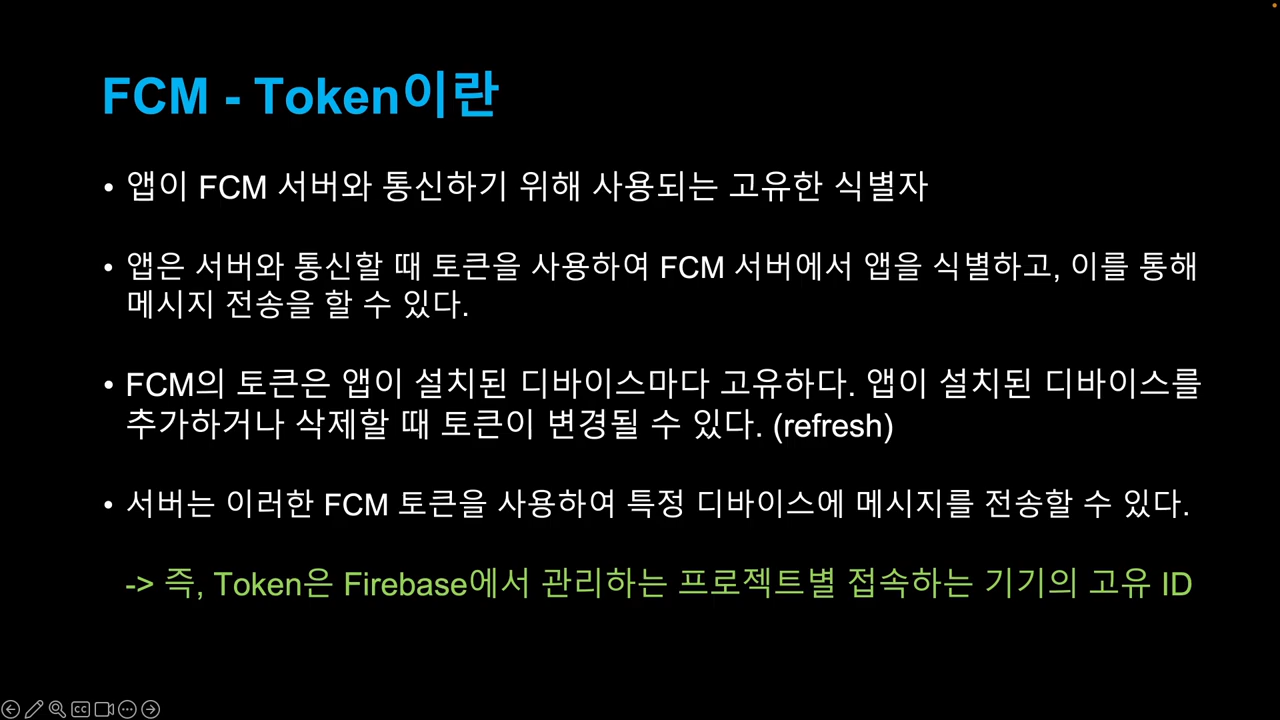 FCM - Token이란
• 앱이 FCM 서버와 통신하기 위해 사용되는 고유한 식별자
• 앱은 서버와 통신할 때 토큰을 사용하여 FCM 서버에서 앱을 식별하고, 이를 통해
메시지 전송을 할 수 있다.
• FCM의 토큰은 앱이 설치된 디바이스마다 고유하다. 앱이 설치된 디바이스를
추가하거나 삭제할 때 토큰이 변경될 수 있다. (refresh)
• 서버는 이러한 FCM 토큰을 사용하여 특정 디바이스에 메시지를 전송할 수 있다.
-> 즉, Token은 Firebase에서 관리하는 프로젝트별 접속하는 기기의 고유 ID
CC